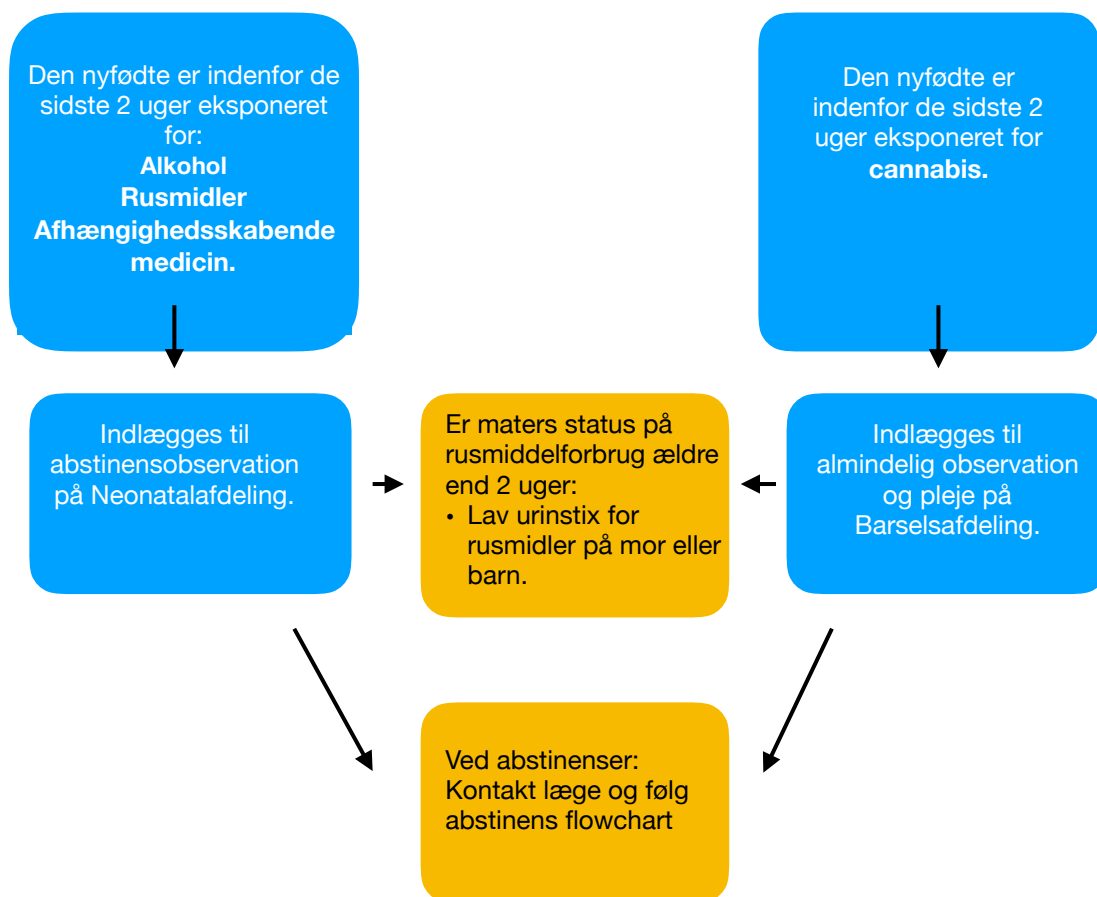 Den nyfødte er indenfor de
sidste 2 uger eksponeret
for:
Alkohol
Rusmidler
Afhængighedsskabende
medicin.
Den nyfødte er
indenfor de sidste 2
uger eksponeret for
cannabis.
Indlægges til
abstinensobservation
på Neonatalafdeling.
Er maters status på
rusmiddelforbrug ældre
end 2 uger:
• Lav urinstix for
rusmidler på mor eller
barn.
Indlægges til
almindelig observation
og pleje på
Barselsafdeling.
Ved abstinenser:
Kontakt læge og følg
abstinens flowchart